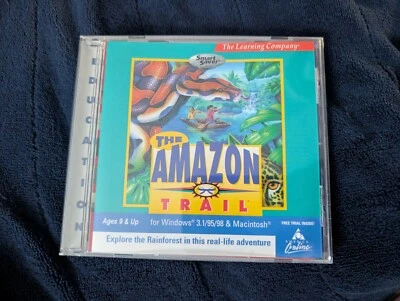 The Learning Company®
Smart
Saver
EDUCATION
THE
AMAZON
TRAIL®
Ages 9 & Up
for Windows® 3.1/95/98 & Macintosh®
FREE TRIAL INSIDE!
Explore the Rainforest in this real-life adventure